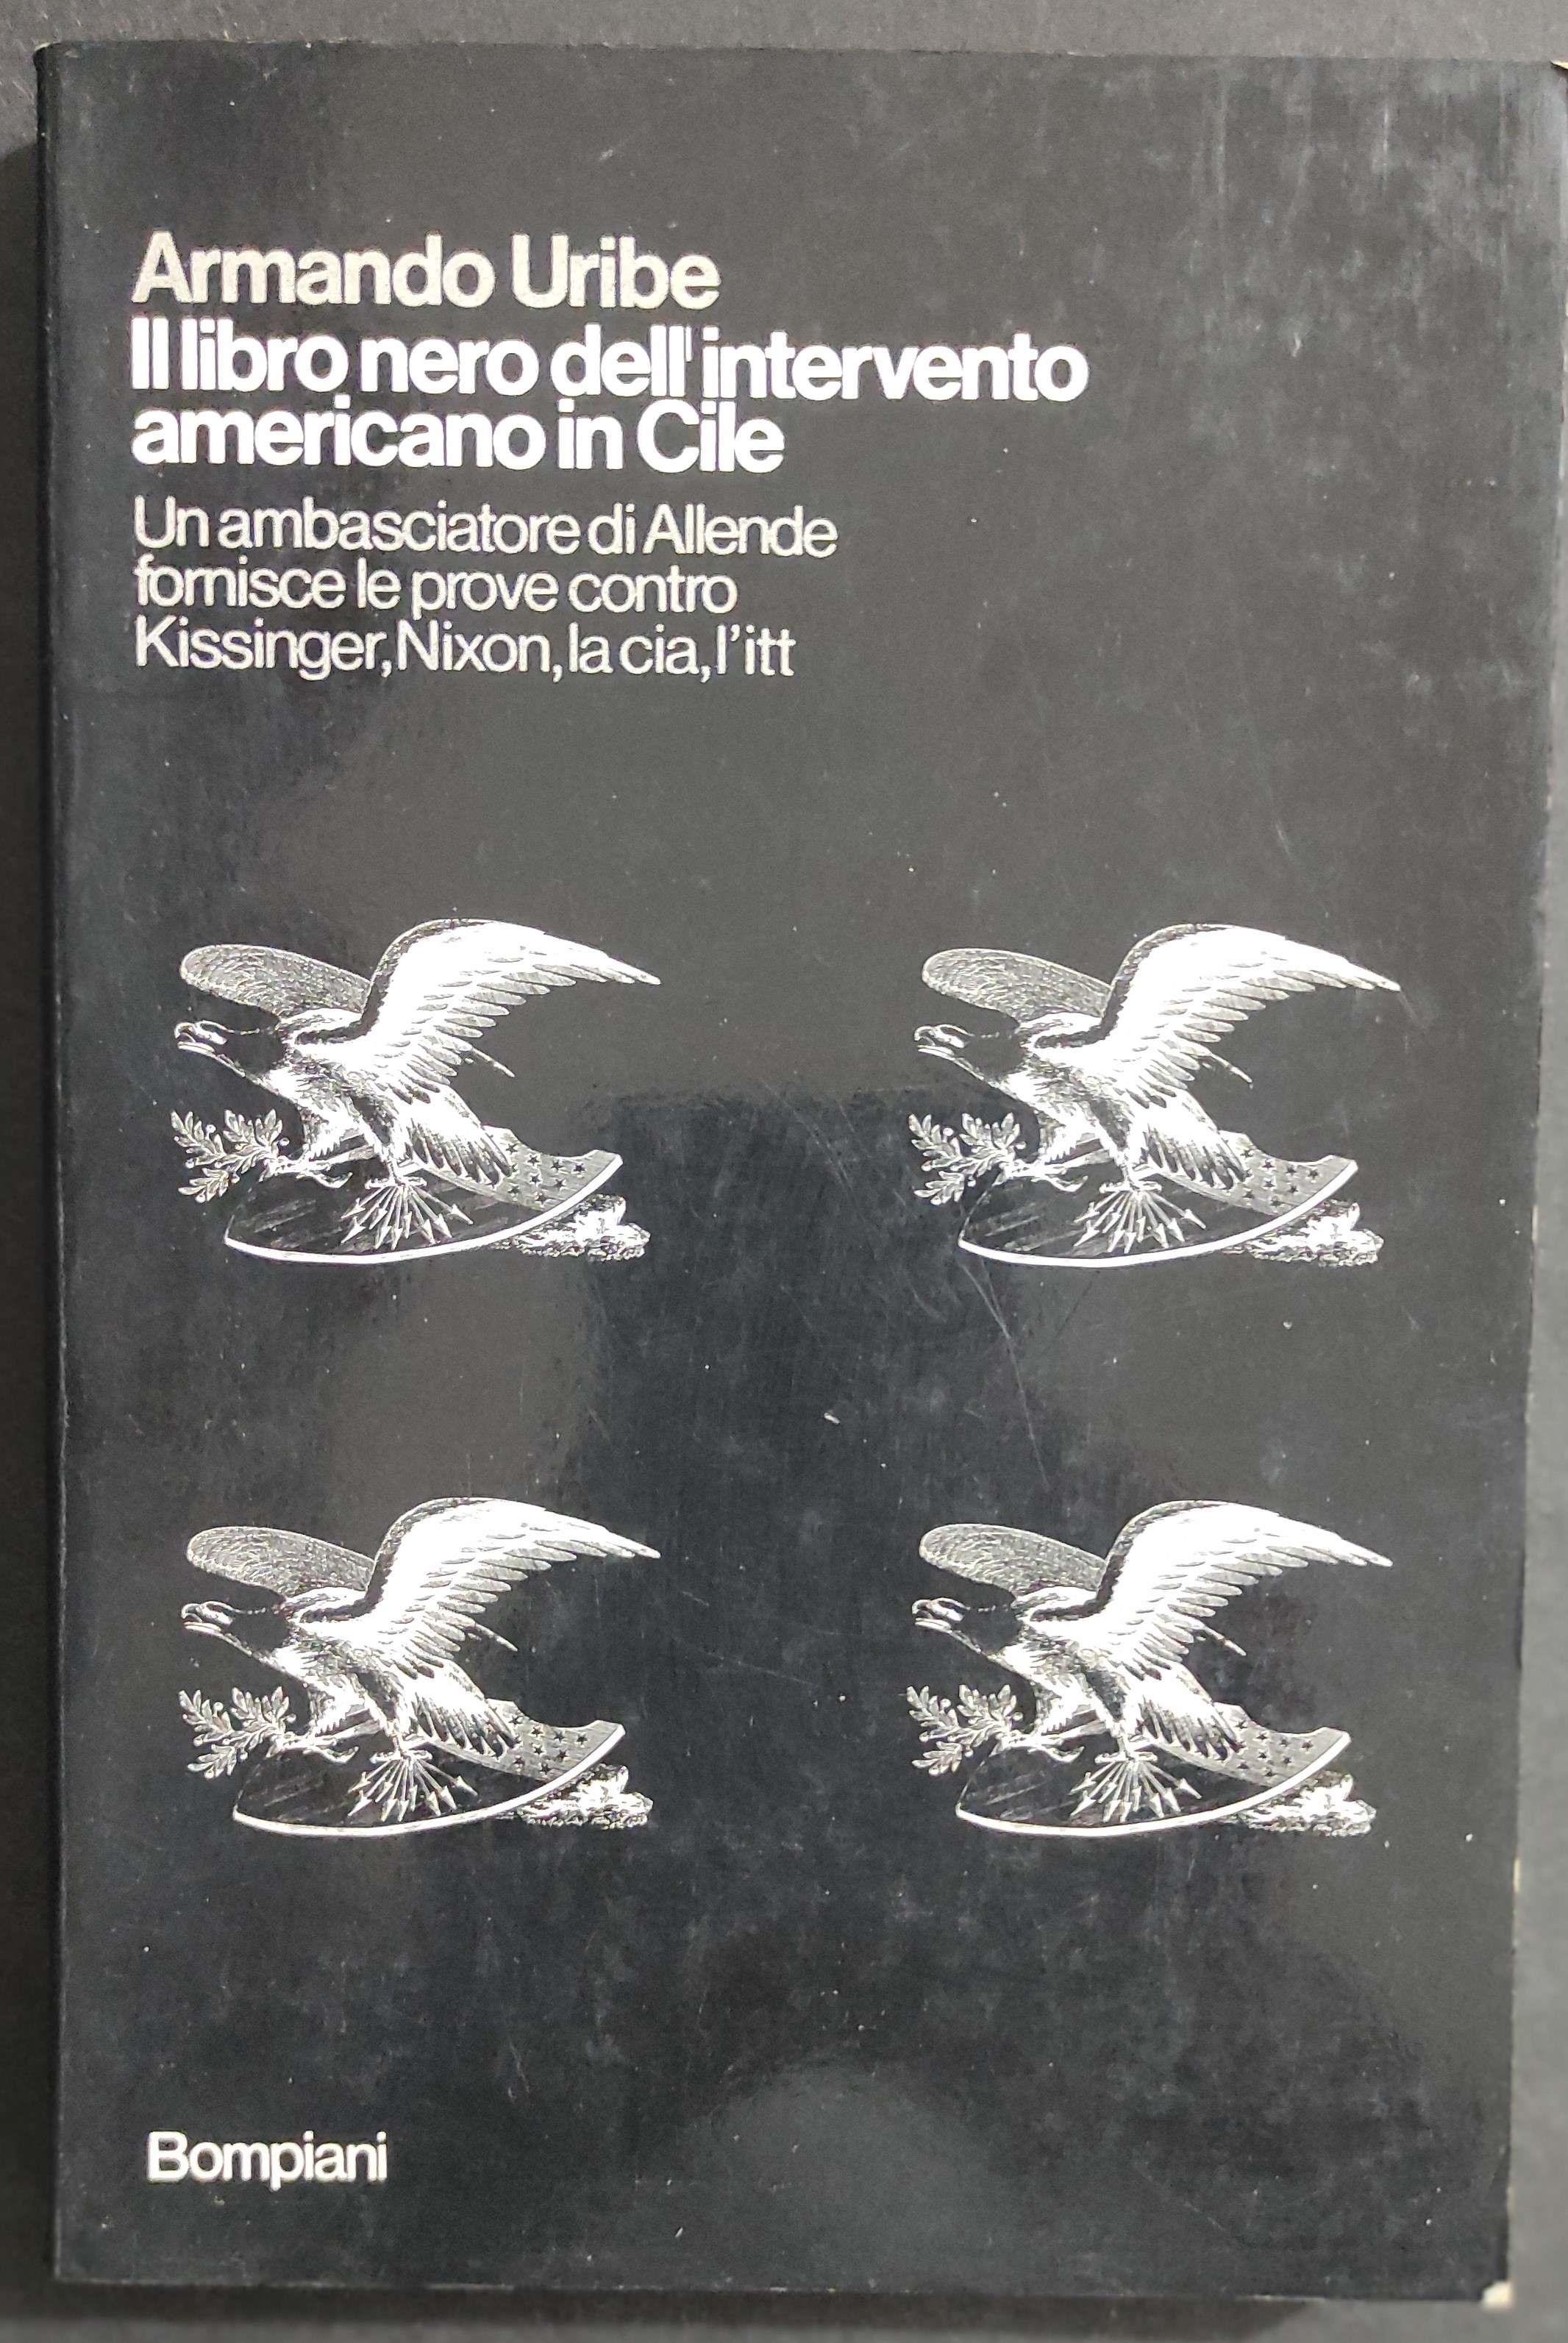 Armando Uribe
Il libro nero dell'intervento
americano in Cile
Un ambasciatore di Allende
fornisce le prove contro
Kissinger, Nixon, la cia, l'itt
Bompiani